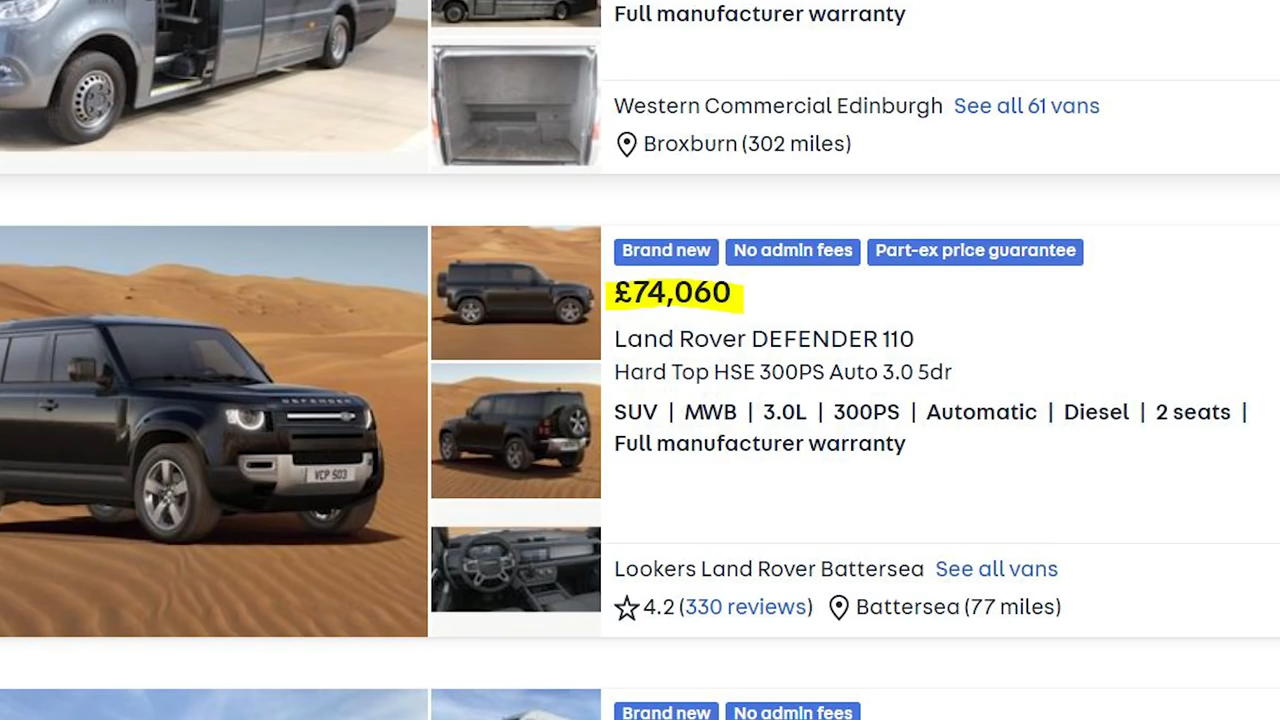 Full manufacturer warranty
Western Commercial Edinburgh See all 61 vans
Broxburn (302 miles)
Brand new No admin fees Part-ex price guarantee
£74,060
Land Rover DEFENDER 110
Hard Top HSE 300PS Auto 3.0 5dr
SUV | MWB | 3.0L | 300PS | Automatic | Diesel | 2 seats |
Full manufacturer warranty
DEFENDER
VCP 503
Lookers Land Rover Battersea See all vans
4.2 (330 reviews) Battersea (77 miles)
Brand new No admin fees